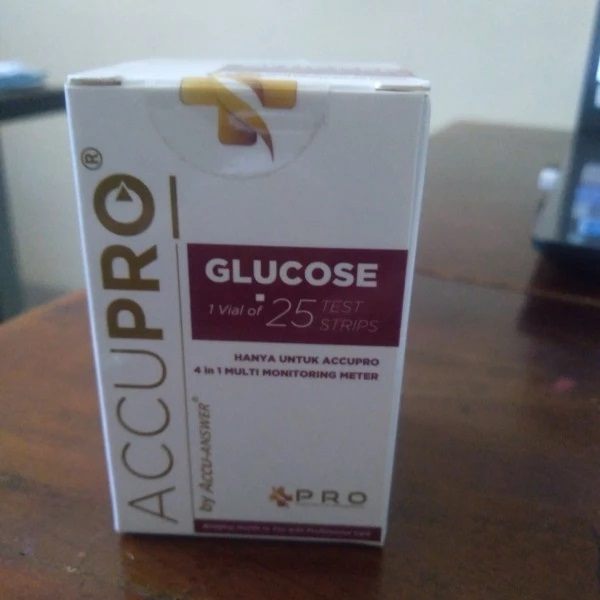 ACCUPRO®
by ACCU-ANSWER®
GLUCOSE
1 Vial of 25 TEST
STRIPS
HANYA UNTUK ACCUPRO
4 in 1 MULTI MONITORING METER
PRO